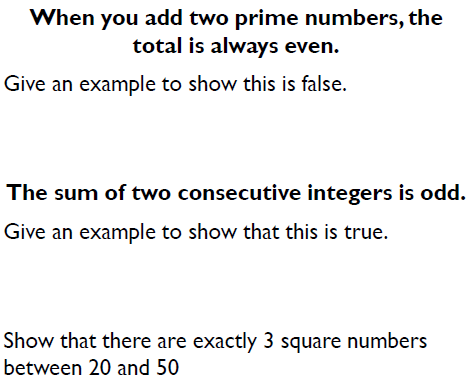 When you add two prime numbers, the
total is always even.
Give an example to show this is false.
The sum of two consecutive integers is odd.
Give an example to show that this is true.
Show that there are exactly 3 square numbers
between 20 and 50